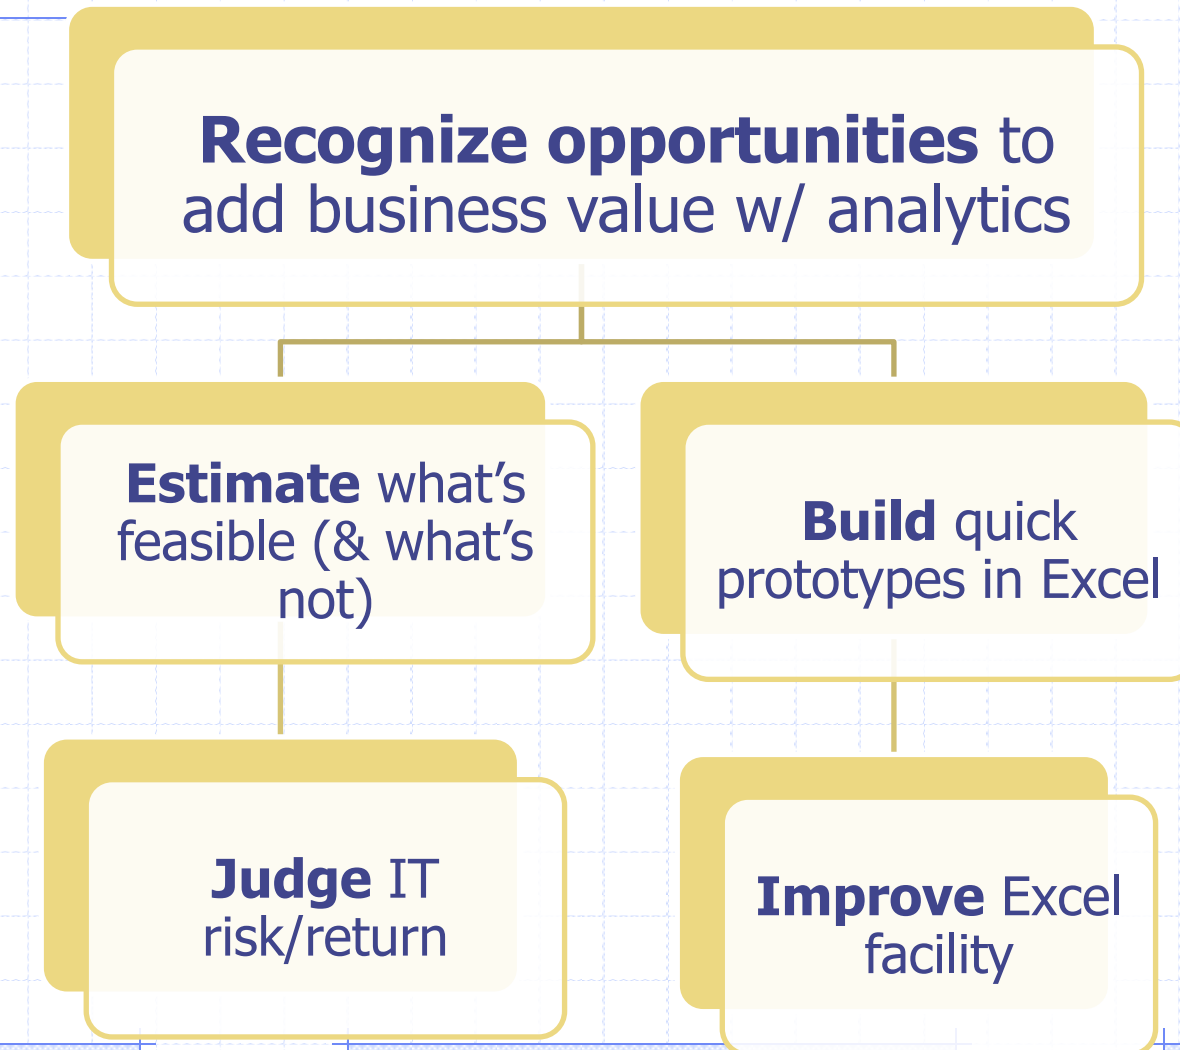 Recognize opportunities to
add business value w/ analytics
Estimate what’s
feasible (& what’s
not)
Build quick
prototypes in Excel
Judge IT
risk/return
Improve Excel
facility